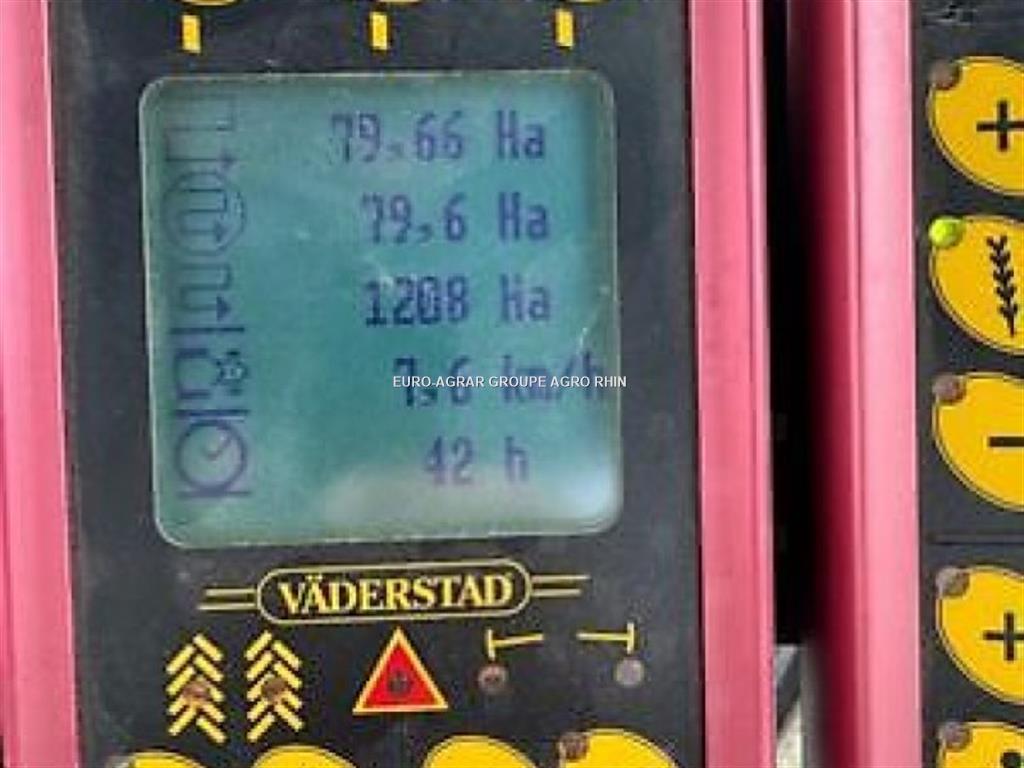 79.66 Ha
79,6 Ha
1208 Ha
7,6 km/h
EURO-AGRAR GROUPE AGRO RHIN
42 h
VÄDERSTAD
+
-
+